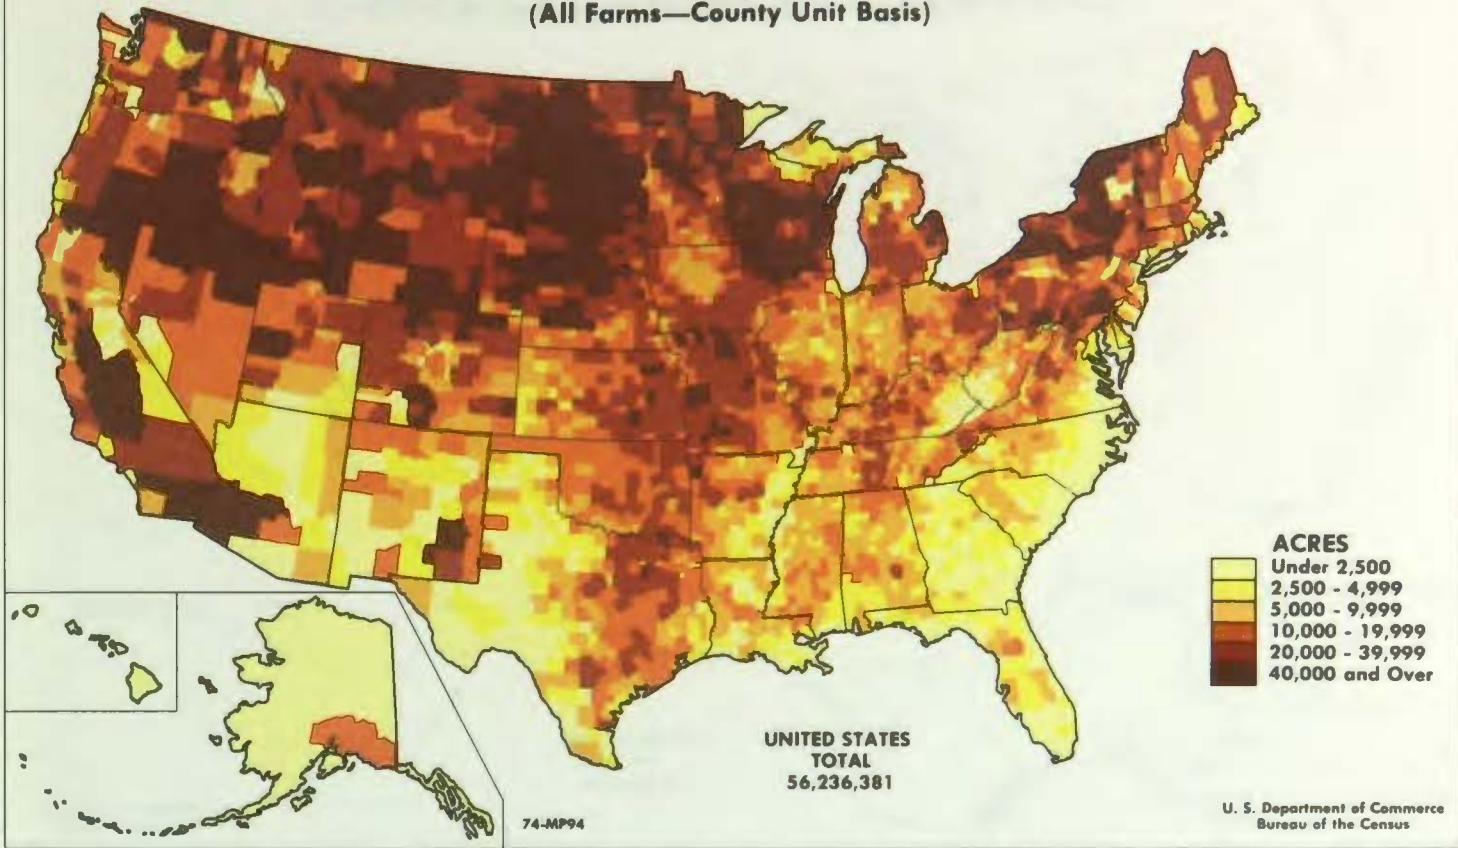 (All Farms—County Unit Basis)
ACRES
Under 2,500
2,500 - 4,999
5,000 - 9,999
10,000 - 19,999
20,000 - 39,999
40,000 and Over
UNITED STATES
TOTAL
56,236,381
74-MP94
U. S. Department of Commerce
Bureau of the Census